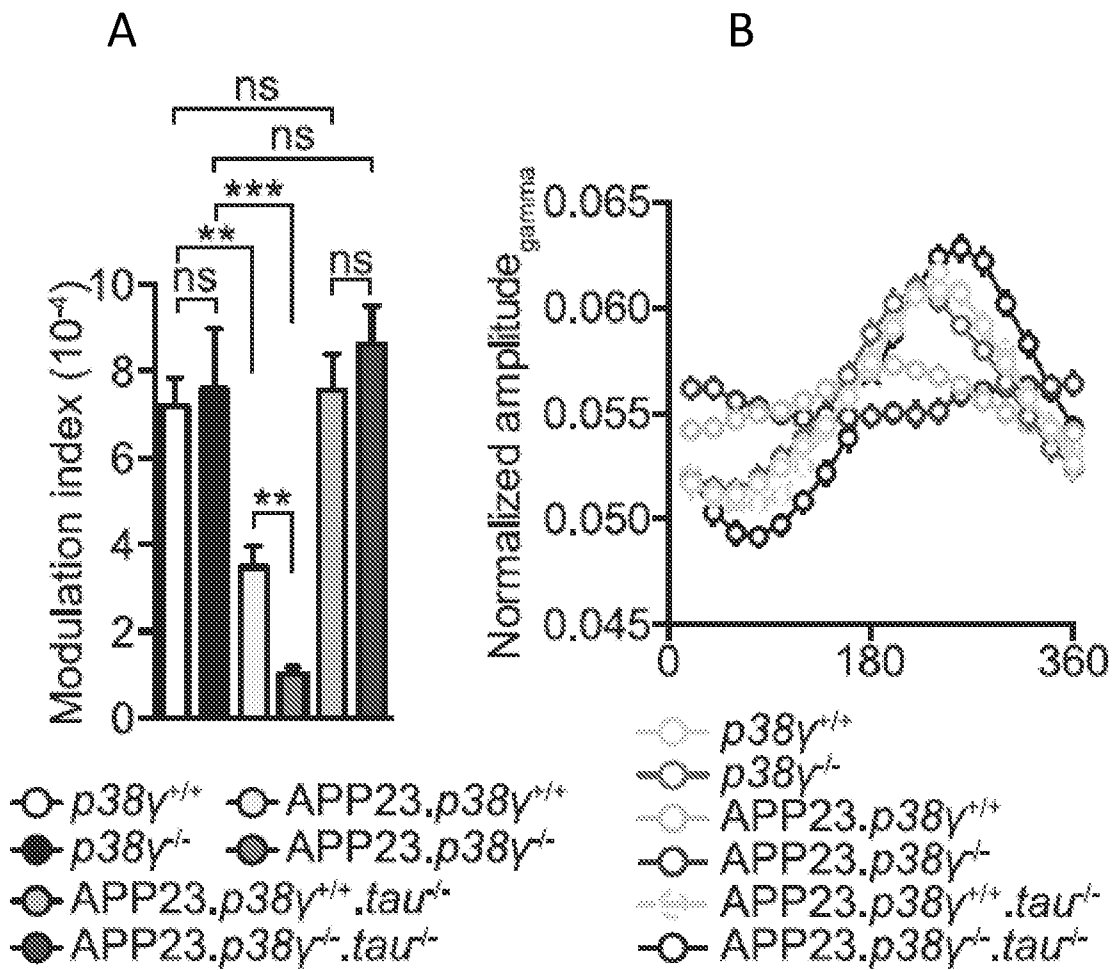 A
B
ns
ns
***
**
ns
ns
**
Modulation index (10⁻⁴)
10
8
6
4
2
0
Normalized amplitude gamma
0.065
0.060
0.055
0.050
0.045
0
180
360
p38γ+/+
APP23.p38γ+/+
p38γ-/-
APP23.p38γ-/-
APP23.p38γ+/+.tau-/-
APP23.p38γ-/-.tau-/-
p38γ+/+
p38γ-/-
APP23.p38γ+/+
APP23.p38γ-/-
APP23.p38γ+/+.tau-/-
APP23.p38γ-/-.tau-/-